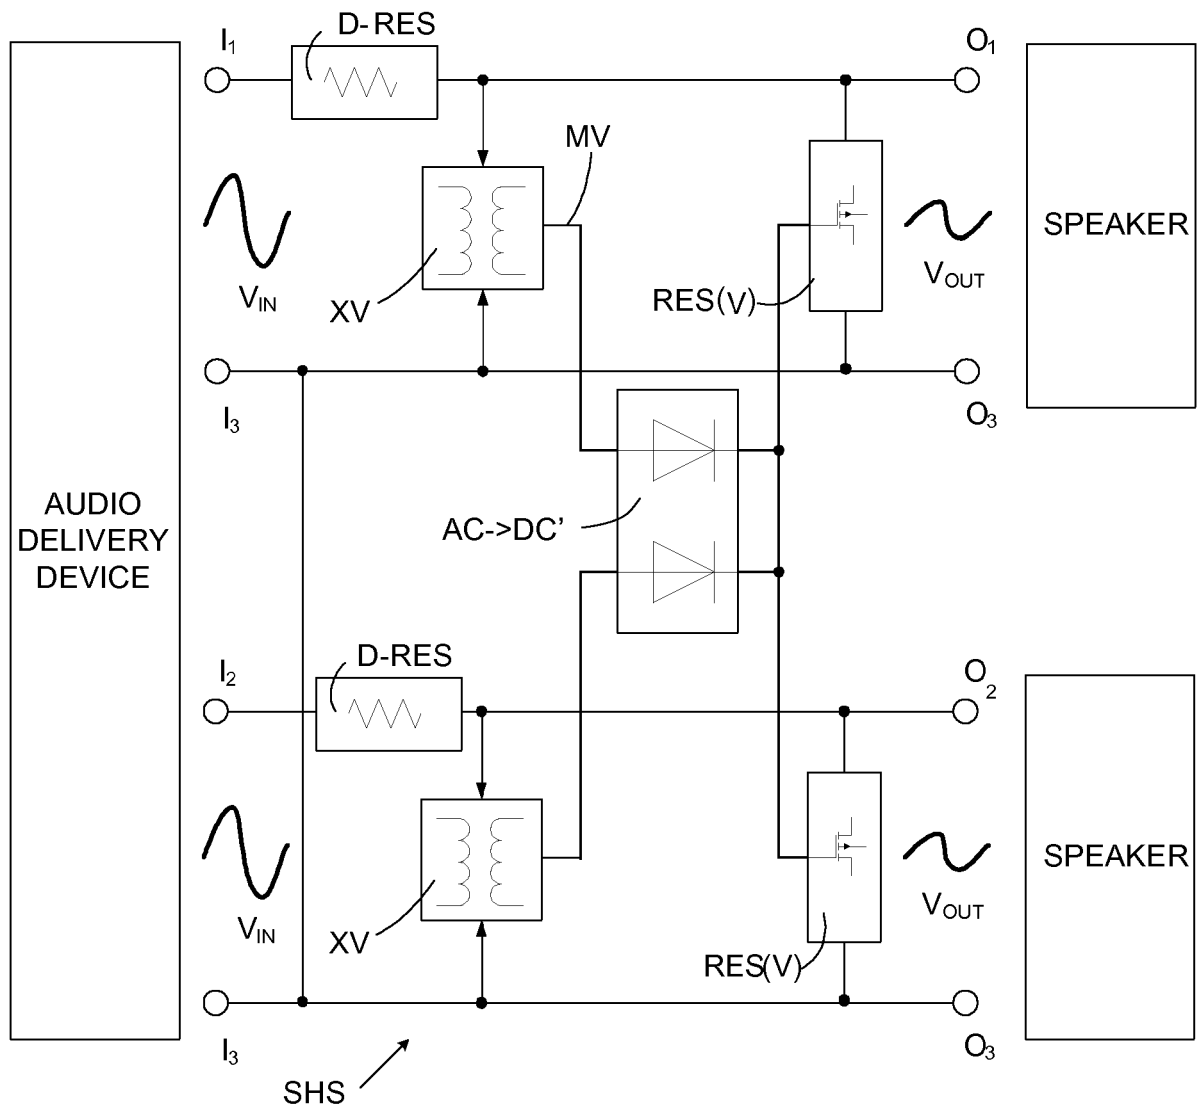 I1
D-RES
O1
MV
SPEAKER
VIN
XV
RES(V)
VOUT
I3
O3
AUDIO
DELIVERY
DEVICE
AC->DC’
I2
D-RES
O2
SPEAKER
VIN
XV
RES(V)
VOUT
I3
O3
SHS